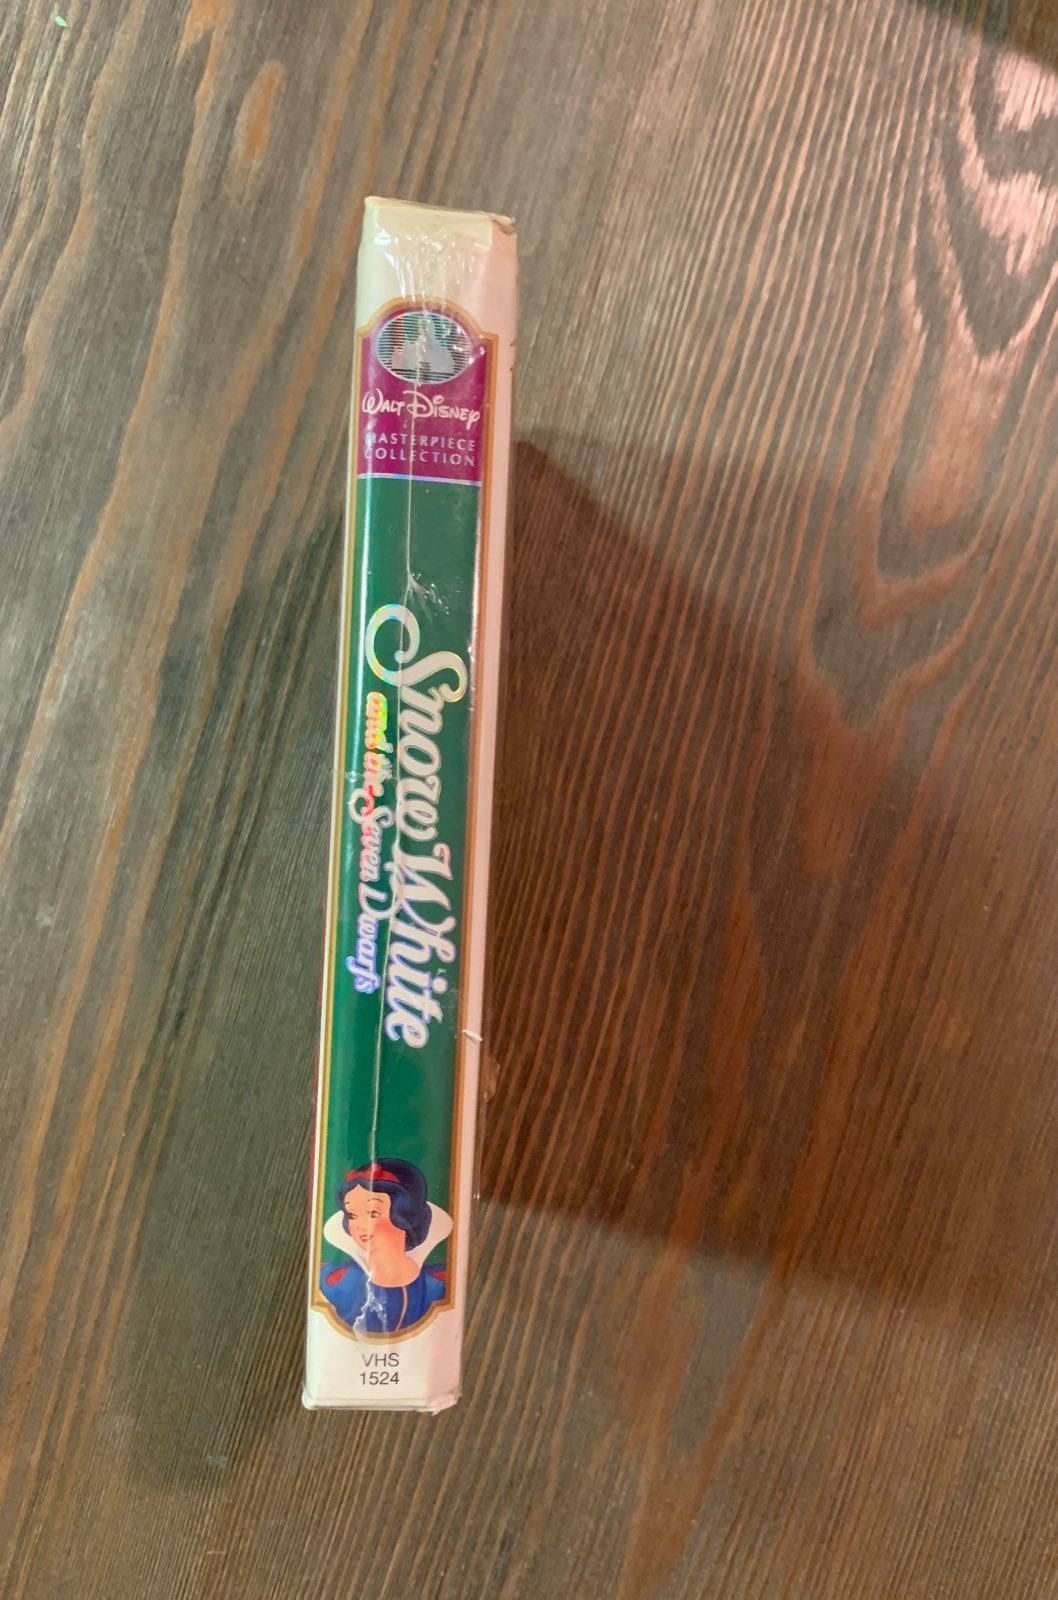 Walt Disney
MASTERPIECE
COLLECTION
Snow White
and the Seven Dwarfs
VHS
1524